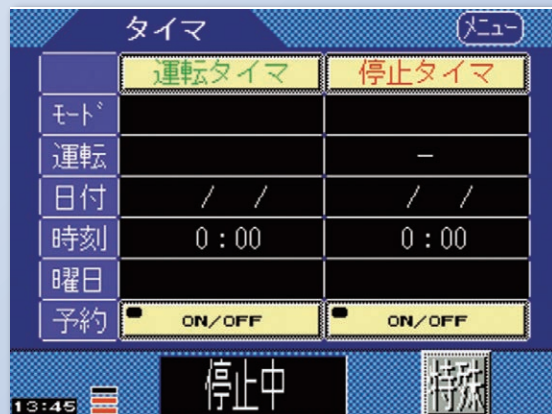 タイマ メニュー
運転タイマ 停止タイマ
モード
運転 −
日付 / / / /
時刻 0:00 0:00
曜日
予約 ON/OFF ON/OFF
13:45 停止中 特殊